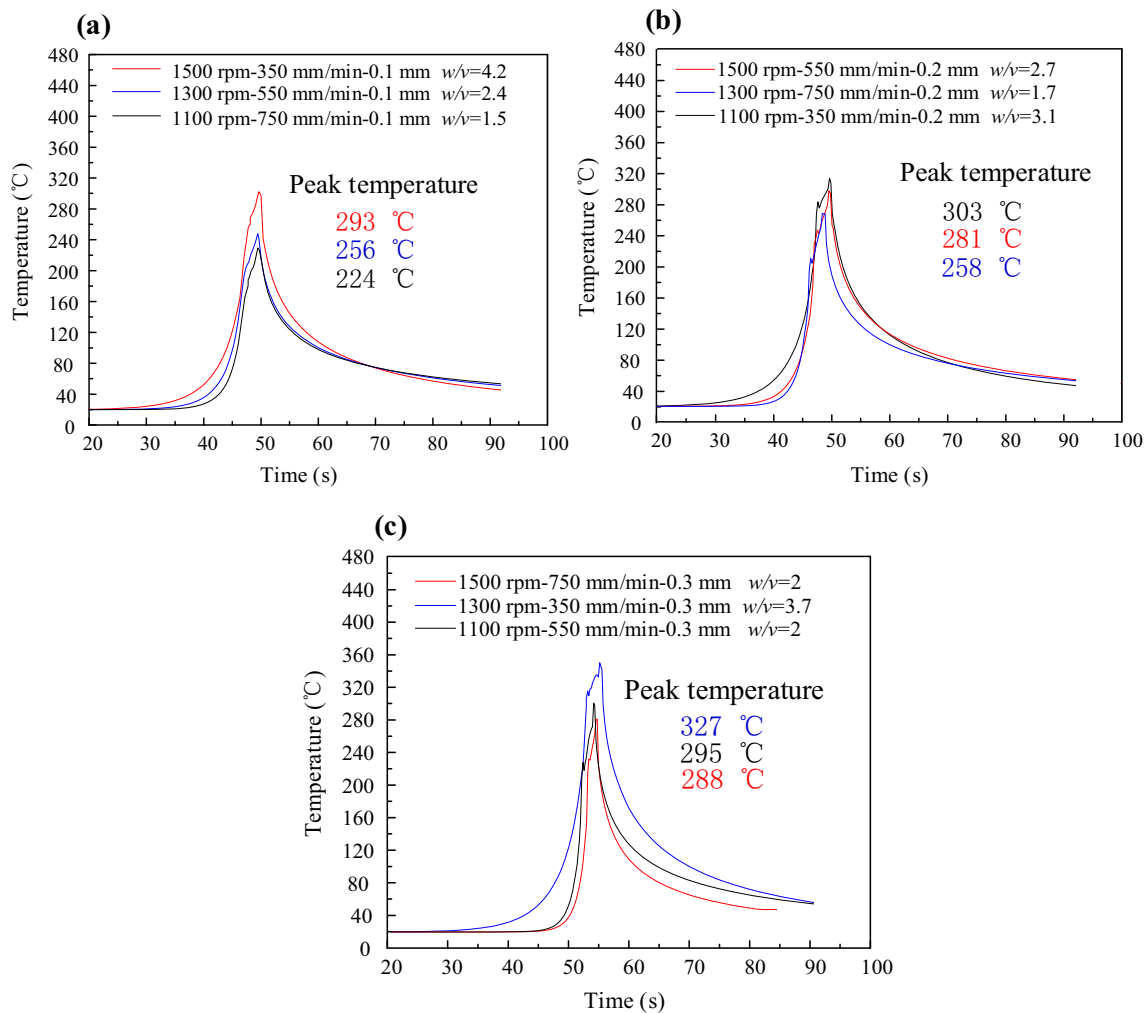 (a)
480
440
400
360
320
280
240
200
160
120
80
40
0
Temperature (℃)
1500 rpm-350 mm/min-0.1 mm w/v=4.2
1300 rpm-550 mm/min-0.1 mm w/v=2.4
1100 rpm-750 mm/min-0.1 mm w/v=1.5
Peak temperature
293 ℃
256 ℃
224 ℃
20 30 40 50 60 70 80 90 100
Time (s)
(b)
480
440
400
360
320
280
240
200
160
120
80
40
0
Temperature (℃)
1500 rpm-550 mm/min-0.2 mm w/v=2.7
1300 rpm-750 mm/min-0.2 mm w/v=1.7
1100 rpm-350 mm/min-0.2 mm w/v=3.1
Peak temperature
303 ℃
281 ℃
258 ℃
20 30 40 50 60 70 80 90 100
Time (s)
(c)
480
440
400
360
320
280
240
200
160
120
80
40
0
Temperature (℃)
1500 rpm-750 mm/min-0.3 mm w/v=2
1300 rpm-350 mm/min-0.3 mm w/v=3.7
1100 rpm-550 mm/min-0.3 mm w/v=2
Peak temperature
327 ℃
295 ℃
288 ℃
20 30 40 50 60 70 80 90 100
Time (s)